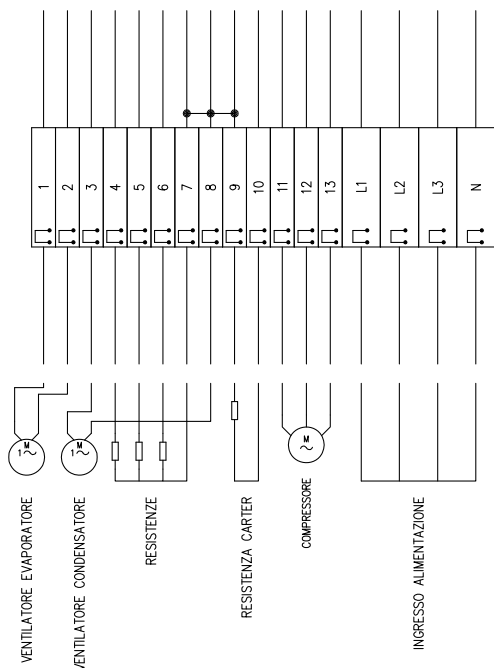 1 2 3 4 5 6 7 8 9 10 11 12 13 L1 L2 L3 N
M 1~
M 1~
M ~
VENTILATORE EVAPORATORE
VENTILATORE CONDENSATORE
RESISTENZE
RESISTENZA CARTER
COMPRESSORE
INGRESSO ALIMENTAZIONE